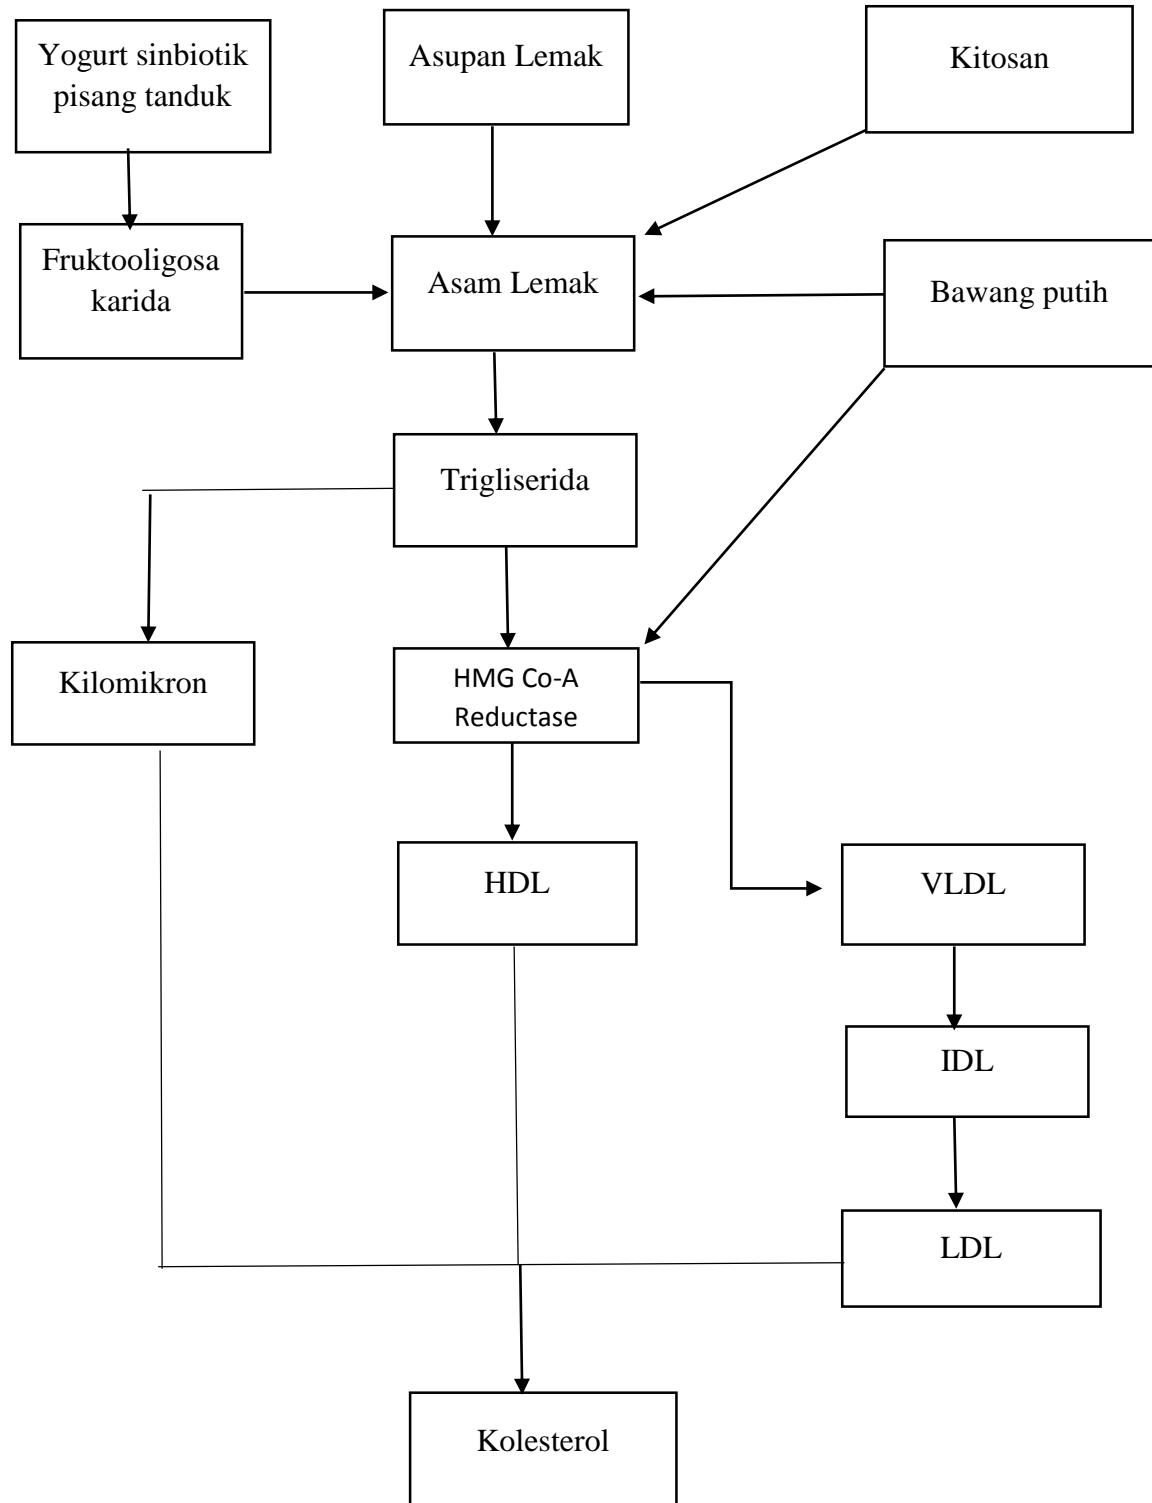 Yogurt sinbiotik
pisang tanduk
Asupan Lemak
Kitosan
Fruktooligosa
karida
Asam Lemak
Bawang putih
Trigliserida
Kilomikron
HMG Co-A
Reductase
HDL
VLDL
IDL
LDL
Kolesterol